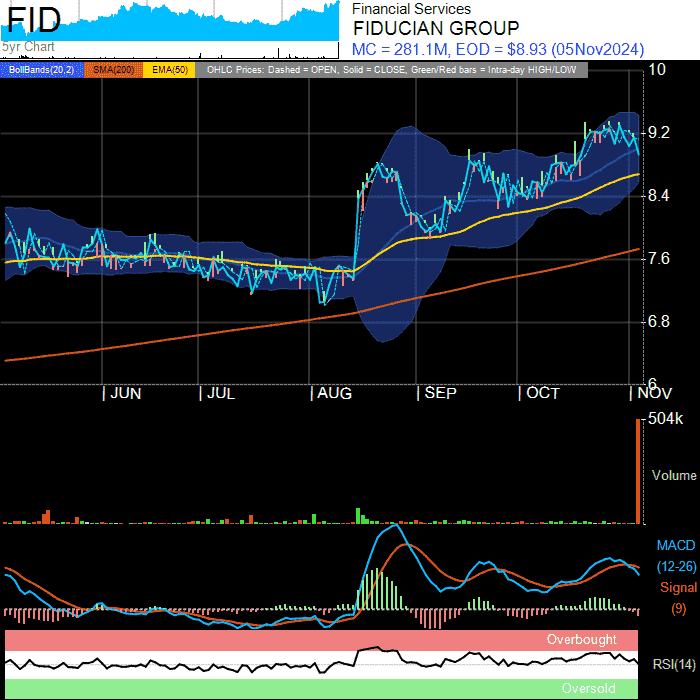 FID
5yr Chart
Financial Services
FIDUCIAN GROUP
MC = 281.1M, EOD = $8.93 (05Nov2024)
BollBands(20,2) SMA(200) EMA(50) OHLC Prices: Dashed = OPEN, Solid = CLOSE, Green/Red bars = Intra-day HIGH/LOW
10
9.2
8.4
7.6
6.8
6
JUN JUL AUG SEP OCT NOV
504k
Volume
MACD
(12-26)
Signal
(9)
Overbought
RSI(14)
Oversold